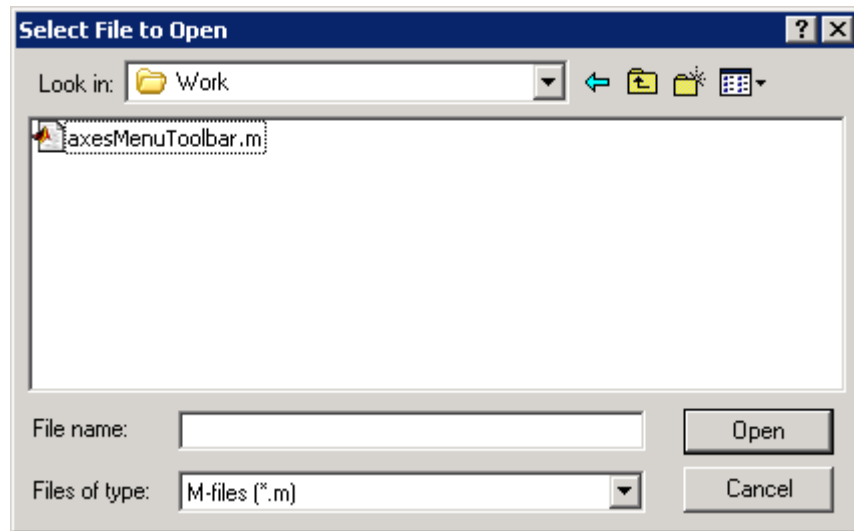 Select File to Open
Look in: Work
axesMenuToolbar.m
File name:
Open
Files of type: M-files (*.m)
Cancel